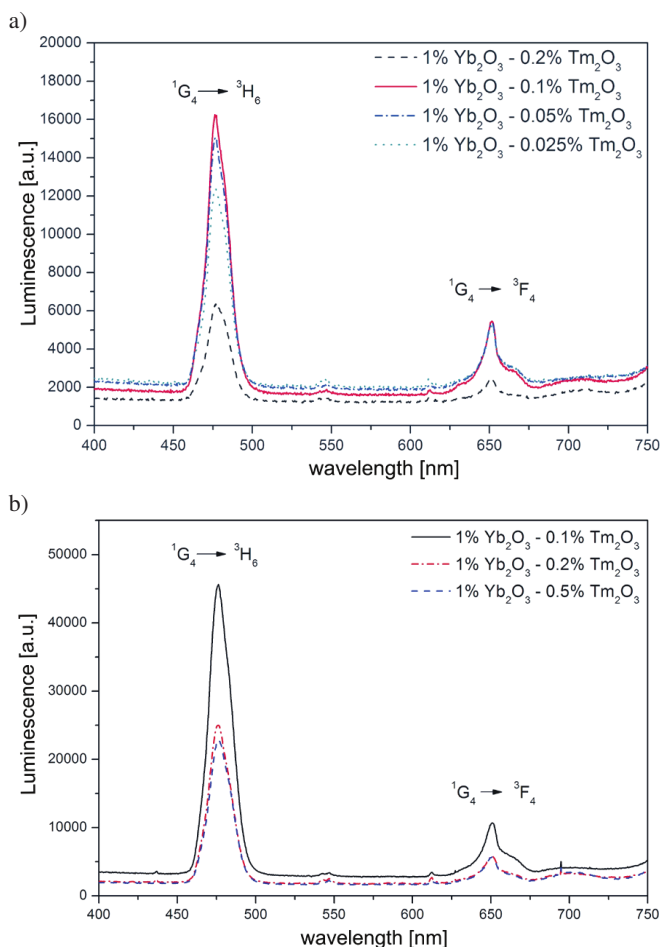 a)
20000
18000
16000
14000
12000
10000
8000
6000
4000
2000
0
Luminescence [a.u.]
¹G₄ → ³H₆
1% Yb₂O₃ - 0.2% Tm₂O₃
1% Yb₂O₃ - 0.1% Tm₂O₃
1% Yb₂O₃ - 0.05% Tm₂O₃
1% Yb₂O₃ - 0.025% Tm₂O₃
¹G₄ → ³F₄
400 450 500 550 600 650 700 750
wavelength [nm]
b)
50000
40000
30000
20000
10000
0
Luminescence [a.u.]
¹G₄ → ³H₆
1% Yb₂O₃ - 0.1% Tm₂O₃
1% Yb₂O₃ - 0.2% Tm₂O₃
1% Yb₂O₃ - 0.5% Tm₂O₃
¹G₄ → ³F₄
400 450 500 550 600 650 700 750
wavelength [nm]